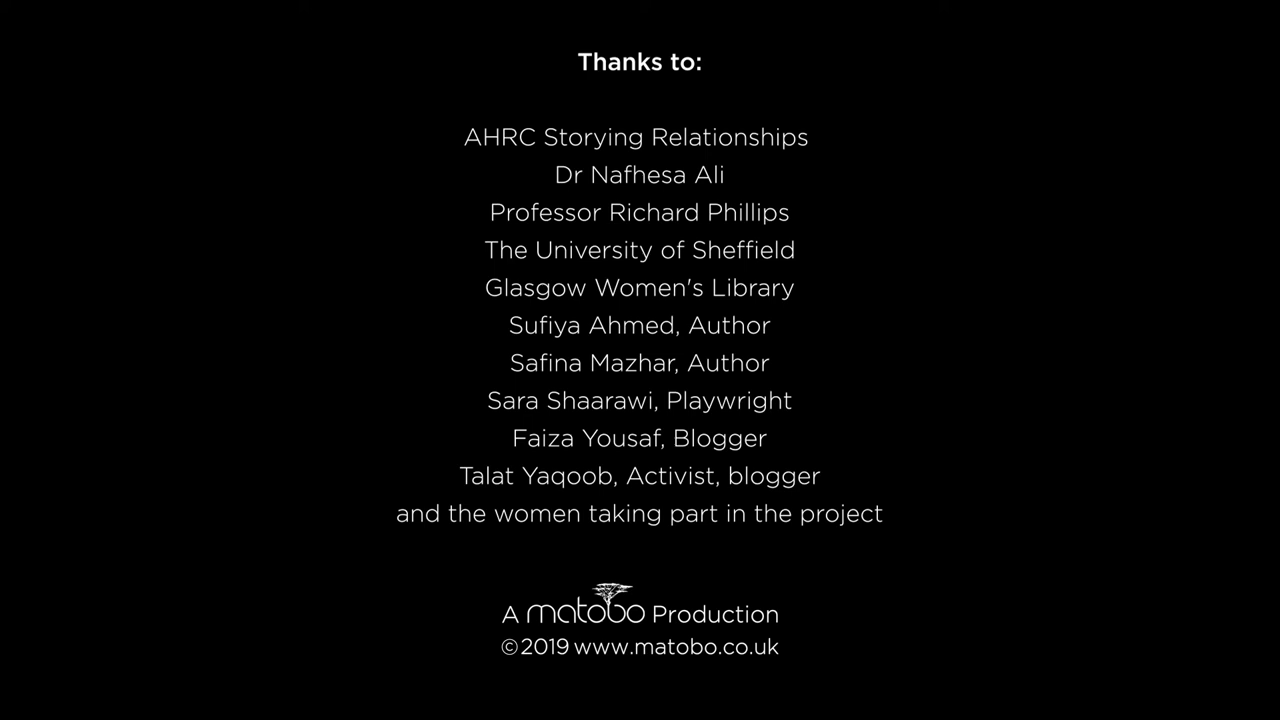 Thanks to:
AHRC Storying Relationships
Dr Nafhesa Ali
Professor Richard Phillips
The University of Sheffield
Glasgow Women's Library
Sufiya Ahmed, Author
Safina Mazhar, Author
Sara Shaarawi, Playwright
Faiza Yousaf, Blogger
Talat Yaqoob, Activist, blogger
and the women taking part in the project
A matobo Production
©2019 www.matobo.co.uk